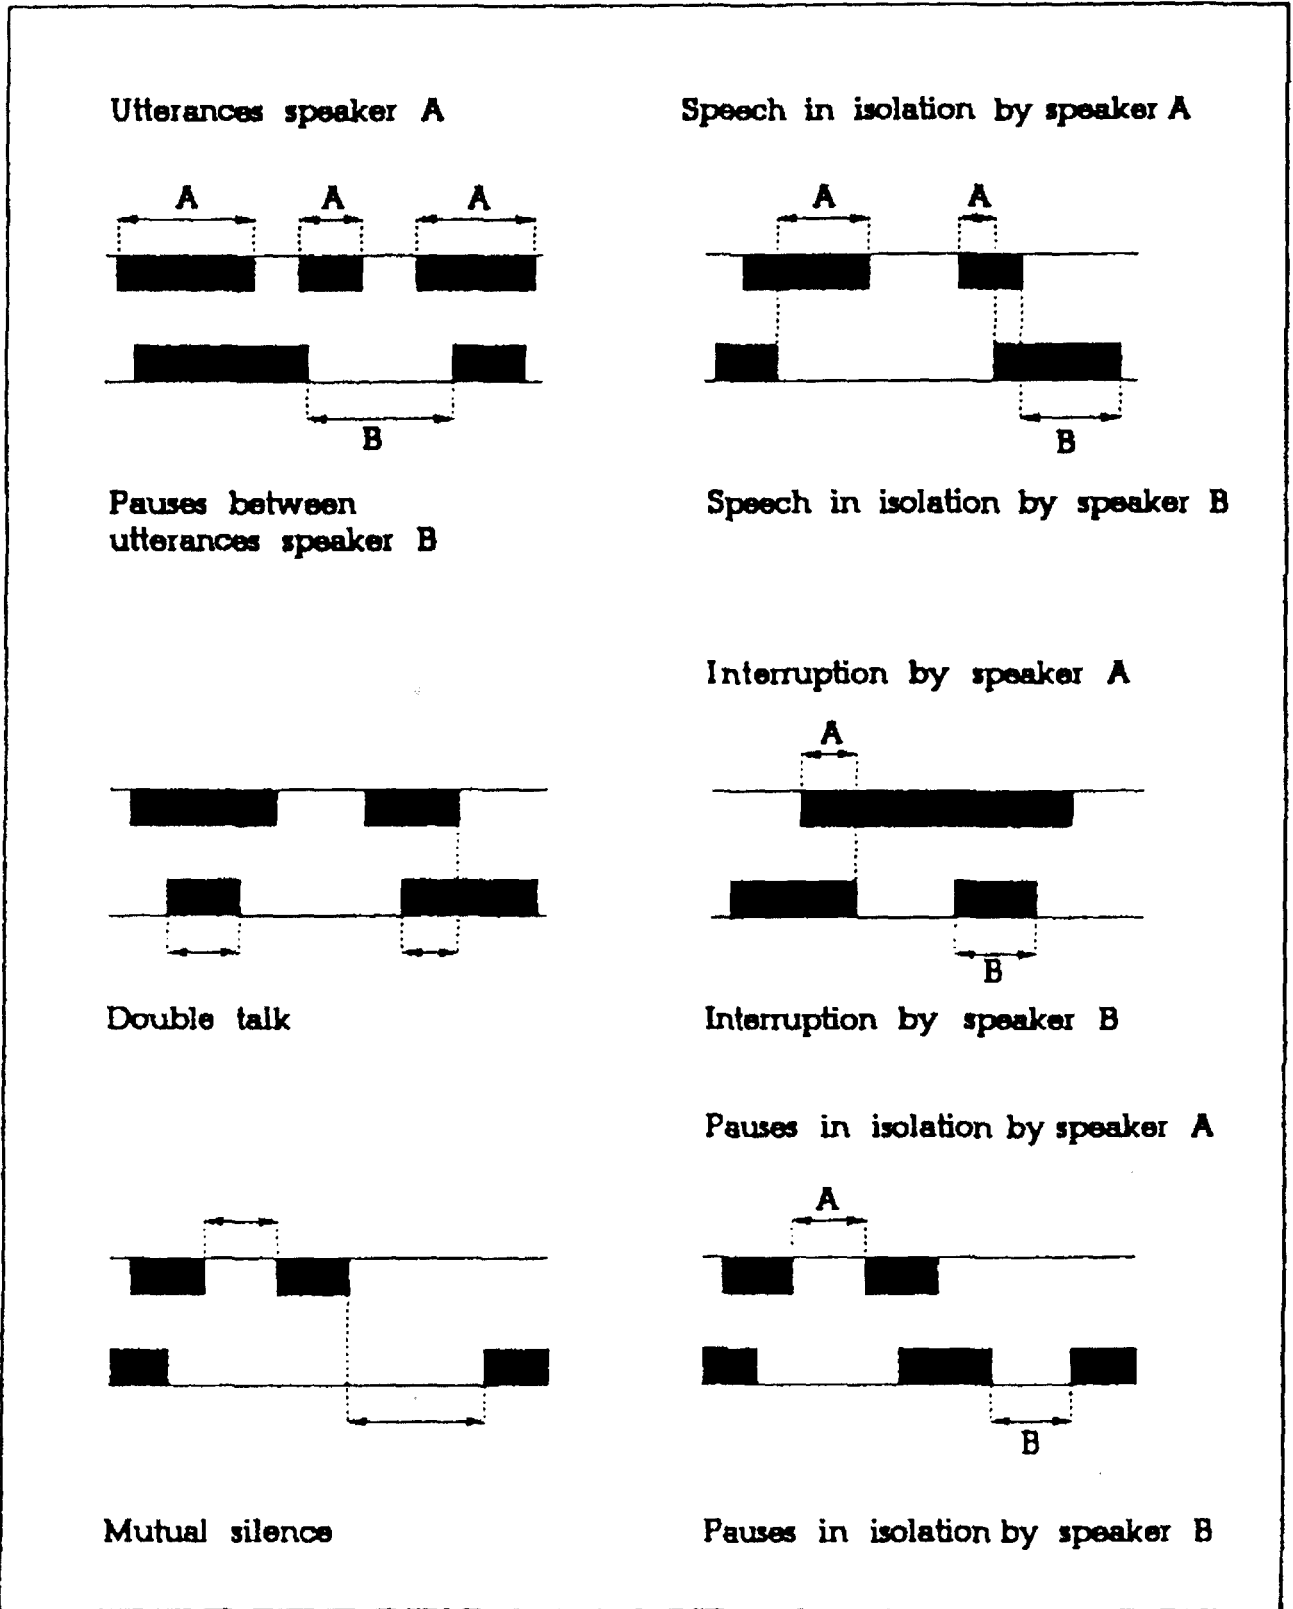 Utterances speaker A
Speech in isolation by speaker A
A A A
A A
B
B
Pauses between
utterances speaker B
Speech in isolation by speaker B
Interruption by speaker A
A
B
Double talk
Interruption by speaker B
Pauses in isolation by speaker A
A
B
Mutual silence
Pauses in isolation by speaker B